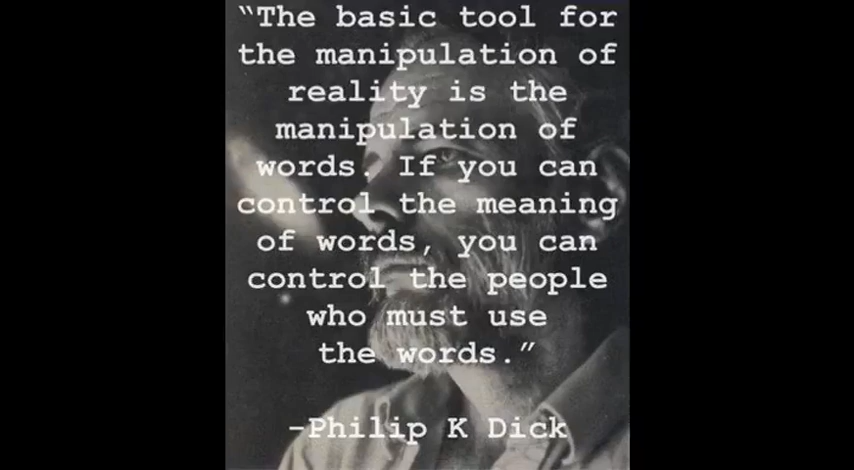 “The basic tool for
the manipulation of
reality is the
manipulation of
words. If you can
control the meaning
of words, you can
control the people
who must use
the words.”
-Philip K Dick